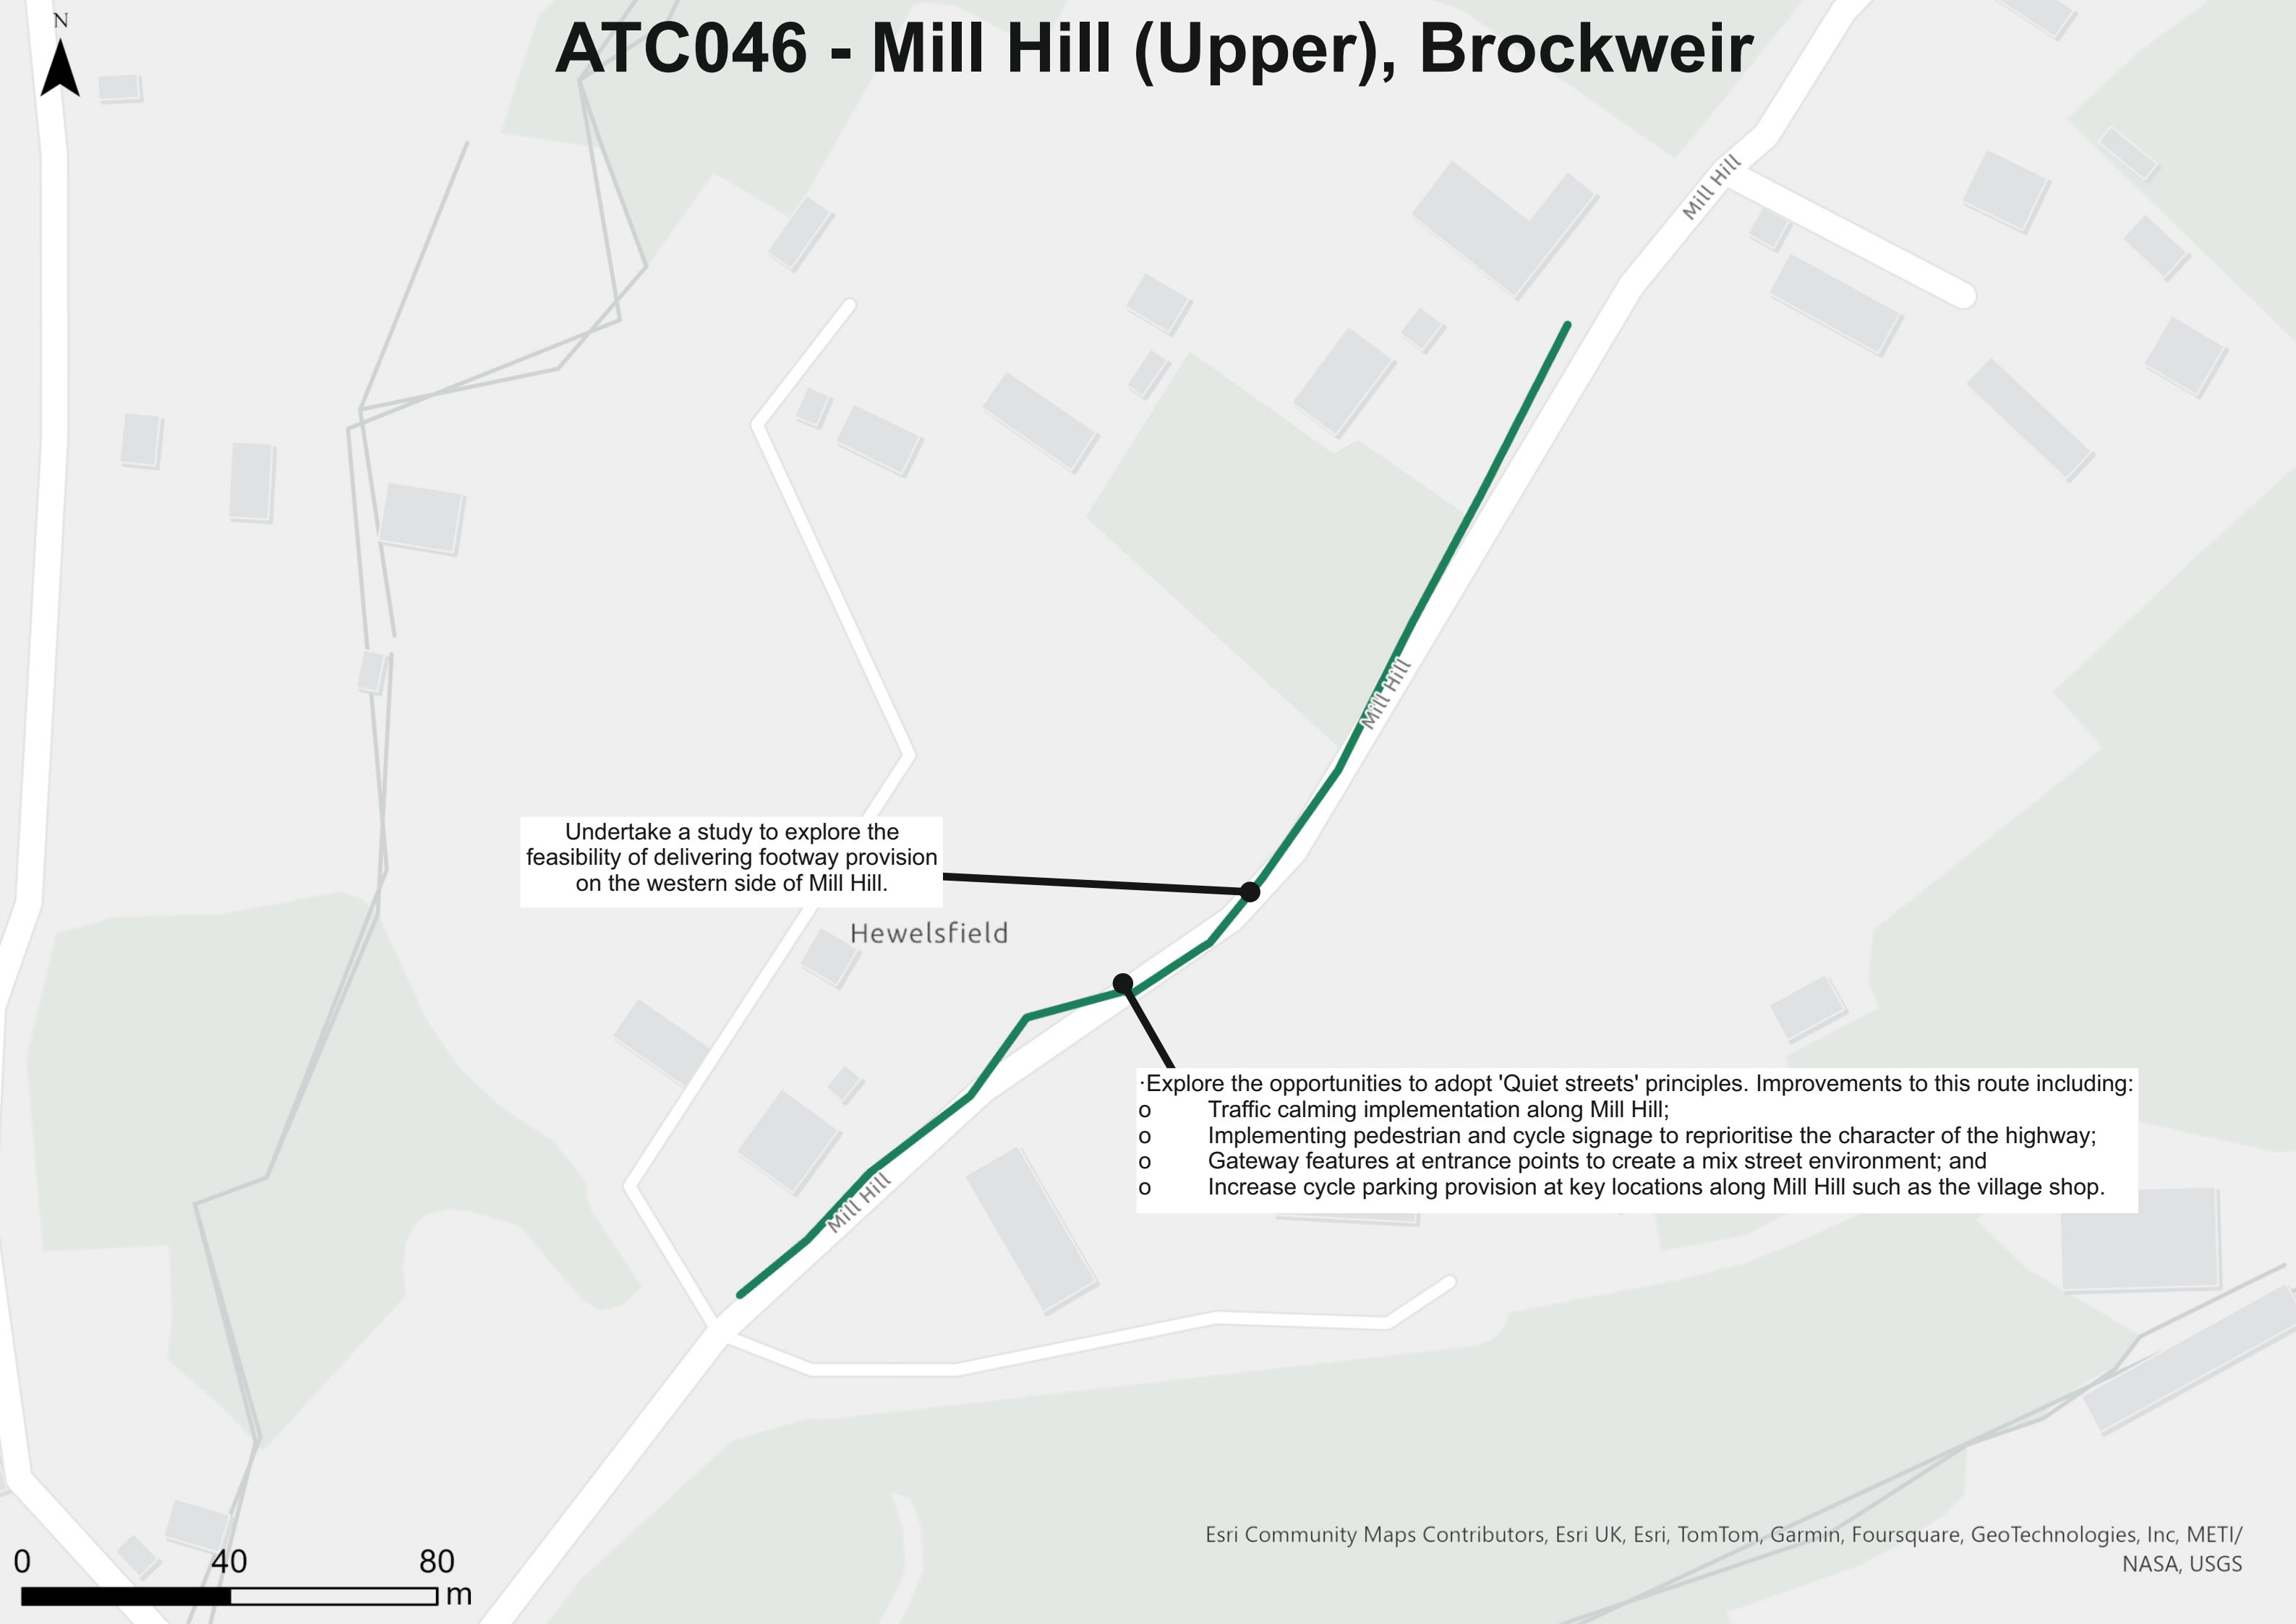 N
ATC046 - Mill Hill (Upper), Brockweir
Mill Hill
Mill Hill
Undertake a study to explore the
feasibility of delivering footway provision
on the western side of Mill Hill.
Hewelsfield
·Explore the opportunities to adopt 'Quiet streets' principles. Improvements to this route including:
o Traffic calming implementation along Mill Hill;
o Implementing pedestrian and cycle signage to reprioritise the character of the highway;
o Gateway features at entrance points to create a mix street environment; and
o Increase cycle parking provision at key locations along Mill Hill such as the village shop.
Mill Hill
Esri Community Maps Contributors, Esri UK, Esri, TomTom, Garmin, Foursquare, GeoTechnologies, Inc, METI/
NASA, USGS
0 40 80
m